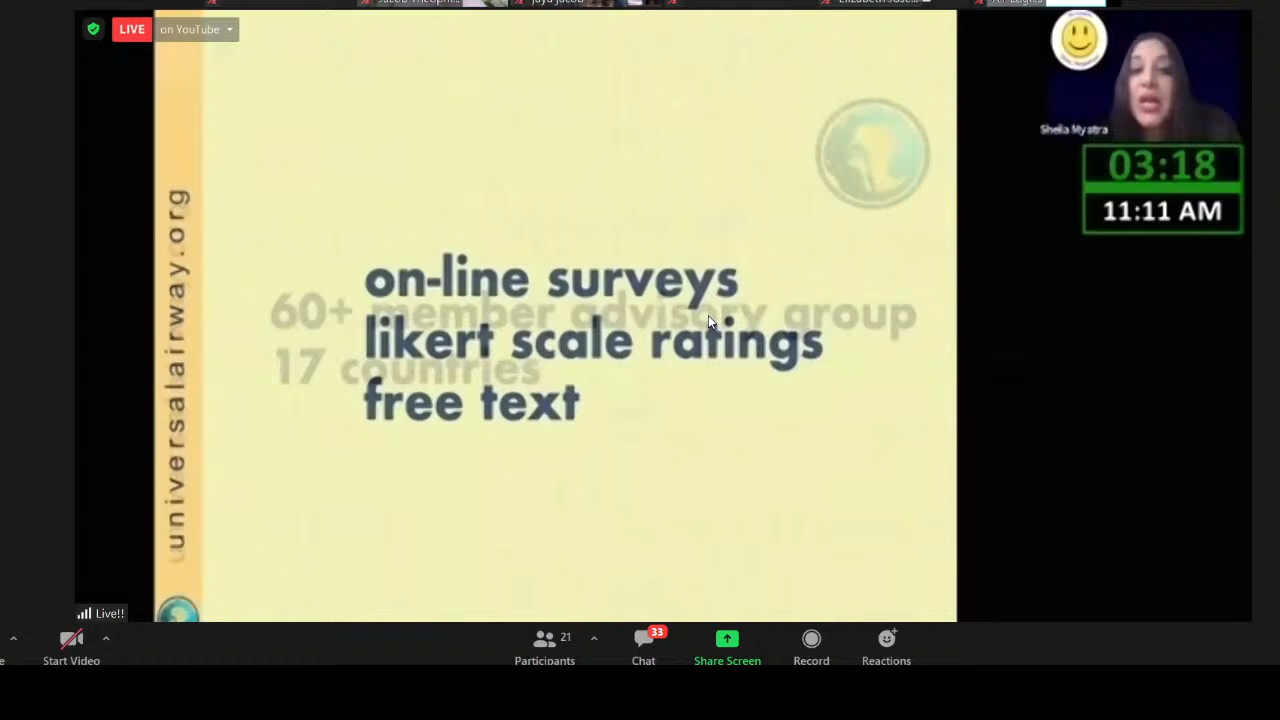 LIVE
on YouTube
Sheila Myatra
03:18
11:11 AM
universalairway.org
on-line surveys
60+ member advisory group
likert scale ratings
17 countries
free text
Live!!
21
33
Start Video
Participants
Chat
Share Screen
Record
Reactions